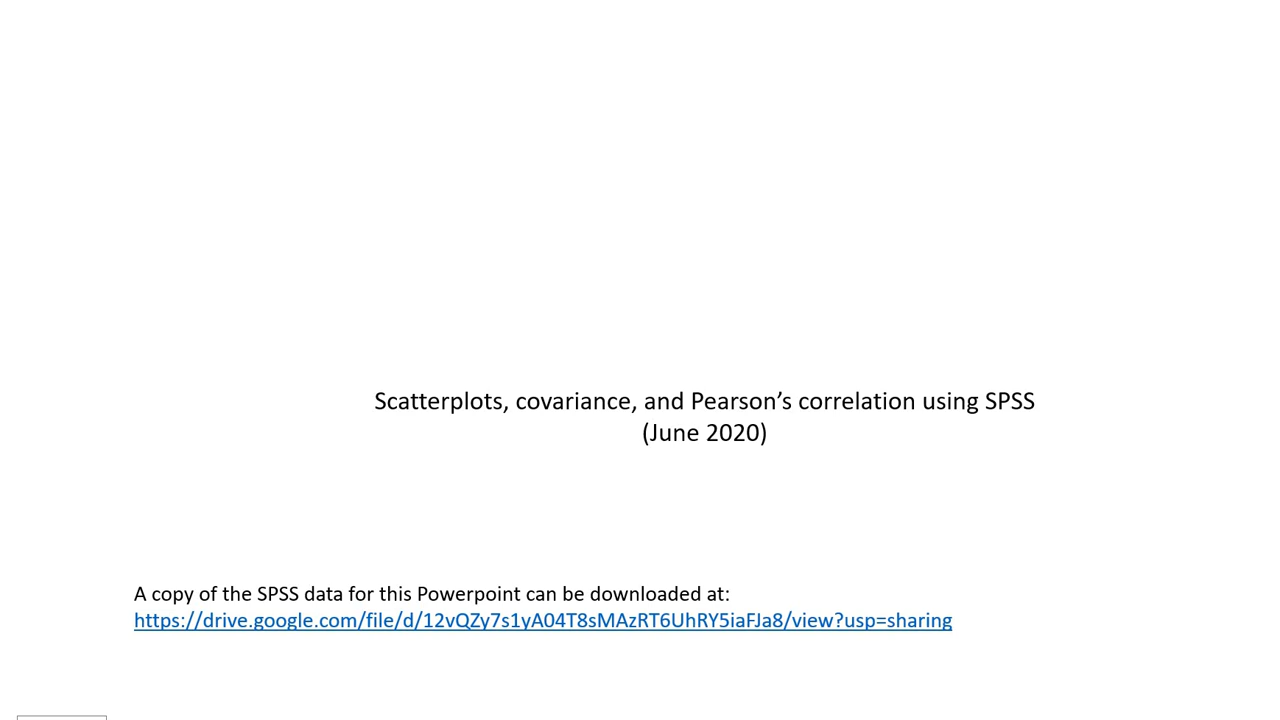 Scatterplots, covariance, and Pearson’s correlation using SPSS
(June 2020)
A copy of the SPSS data for this Powerpoint can be downloaded at:
https://drive.google.com/file/d/12vQZy7s1yA04T8sMAzRT6UhRY5iaFJa8/view?usp=sharing